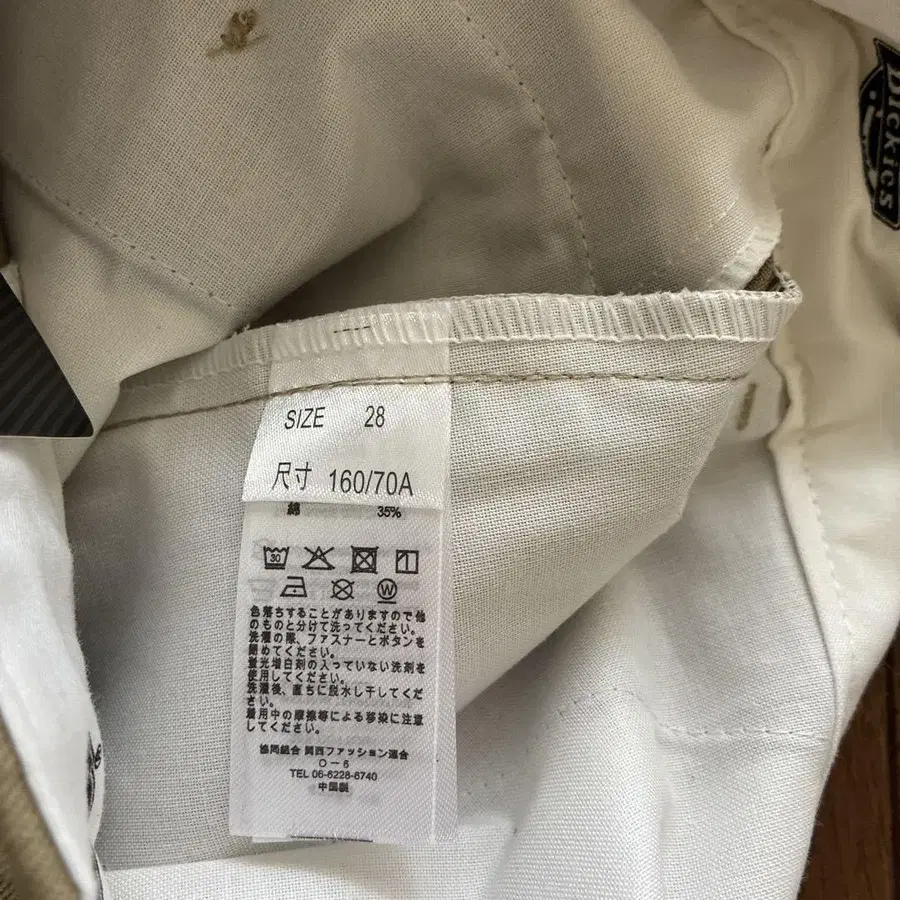 Dickies
SIZE 28
尺寸 160/70A
綿 35%
30
W
色落ちすることがありますので他
のものと分けて洗ってください。
洗濯の際、ファスナーとボタンを
閉めてください。
蛍光増白剤の入っていない洗剤を
使用してください。
洗濯後、直ちに脱水し干してくだ
さい。
着用中の摩擦等による移染に注意
してください。
協同組合 関西ファッション連合
O－6
TEL 06-6228-6740
中国製